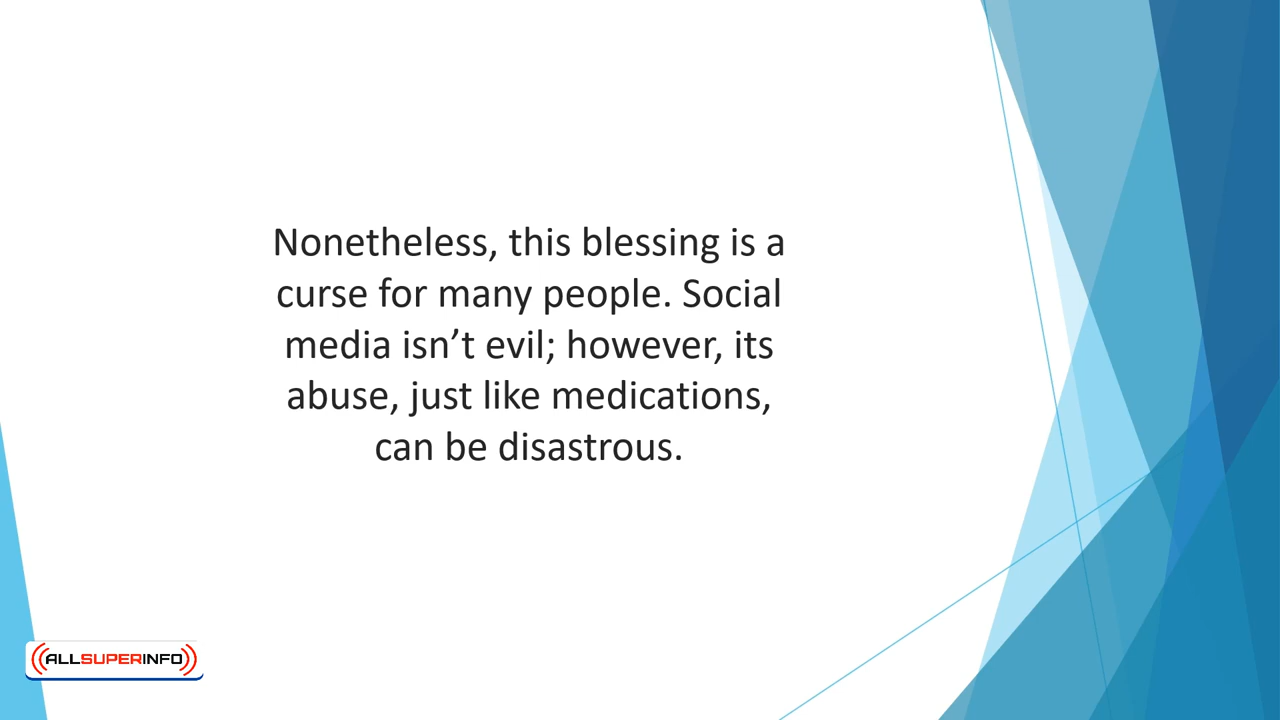 Nonetheless, this blessing is a
curse for many people. Social
media isn’t evil; however, its
abuse, just like medications,
can be disastrous.
ALLSUPERINFO